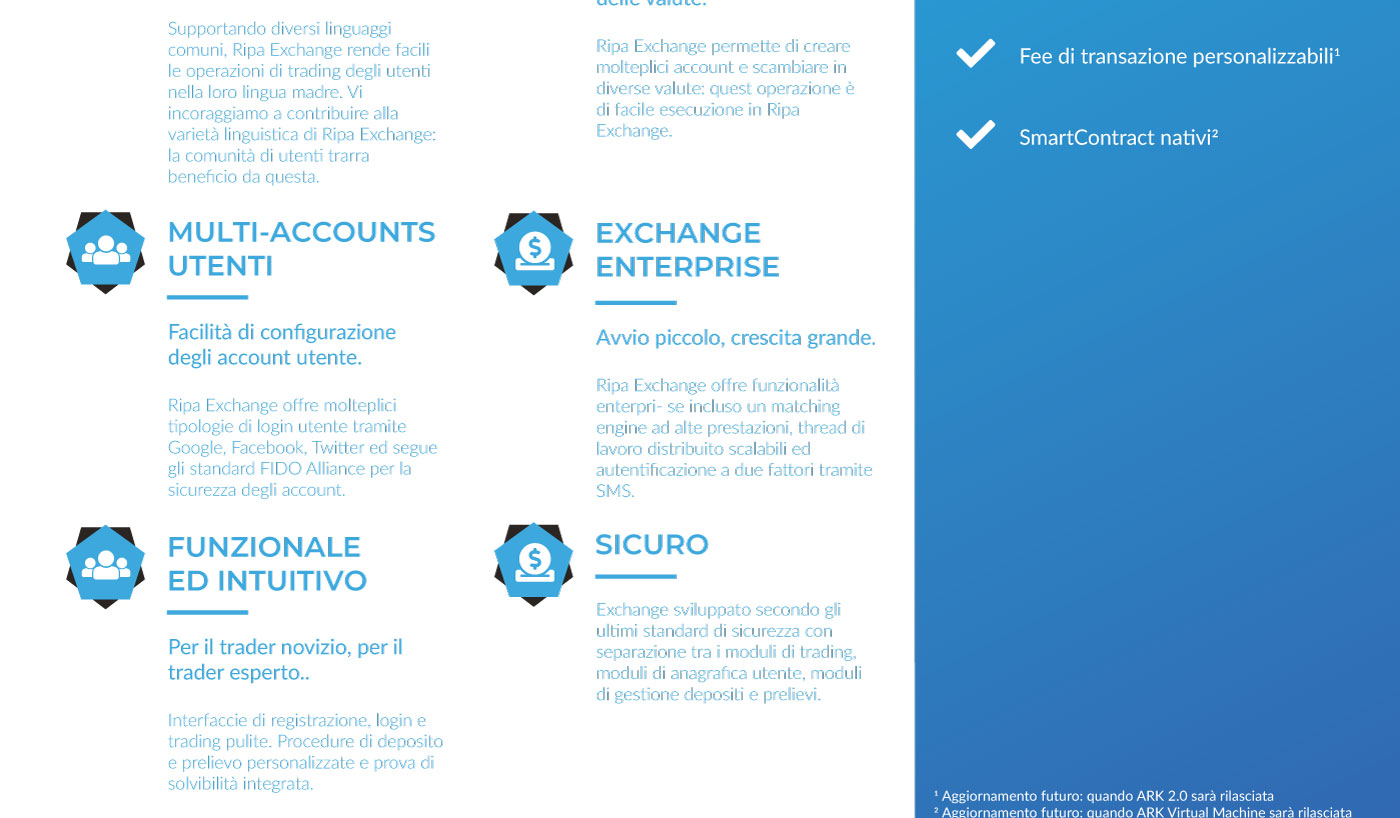 Supportando diversi linguaggi
comuni, Ripa Exchange rende facili
le operazioni di trading degli utenti
nella loro lingua madre. Vi
incoraggiamo a contribuire alla
varietà linguistica di Ripa Exchange:
la comunità di utenti trarra
beneficio da questa.
MULTI-ACCOUNTS
UTENTI
Facilità di configurazione
degli account utente.
Ripa Exchange offre molteplici
tipologie di login utente tramite
Google, Facebook, Twitter ed segue
gli standard FIDO Alliance per la
sicurezza degli account.
FUNZIONALE
ED INTUITIVO
Per il trader novizio, per il
trader esperto..
Interfaccie di registrazione, login e
trading pulite. Procedure di deposito
e prelievo personalizzate e prova di
solvibilità integrata.
delle valute.
Ripa Exchange permette di creare
molteplici account e scambiare in
diverse valute: quest operazione è
di facile esecuzione in Ripa
Exchange.
EXCHANGE
ENTERPRISE
Avvio piccolo, crescita grande.
Ripa Exchange offre funzionalità
enterpri- se incluso un matching
engine ad alte prestazioni, thread di
lavoro distribuito scalabili ed
autentificazione a due fattori tramite
SMS.
SICURO
Exchange sviluppato secondo gli
ultimi standard di sicurezza con
separazione tra i moduli di trading,
moduli di anagrafica utente, moduli
di gestione depositi e prelievi.
Fee di transazione personalizzabili¹
SmartContract nativi²
¹ Aggiornamento futuro: quando ARK 2.0 sarà rilasciata
² Aggiornamento futuro: quando ARK Virtual Machine sarà rilasciata